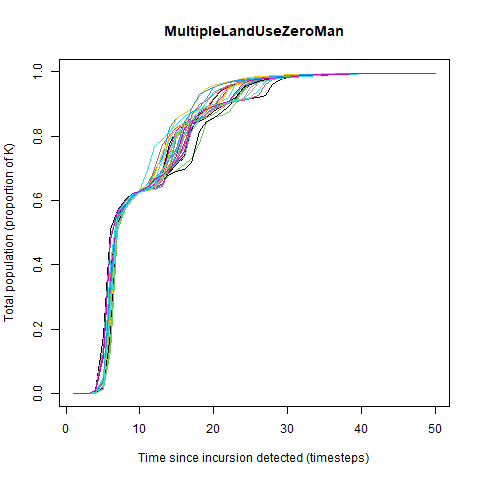 MultipleLandUseZeroMan
Total population (proportion of K)
1.0
0.8
0.6
0.4
0.2
0.0
0 10 20 30 40 50
Time since incursion detected (timesteps)